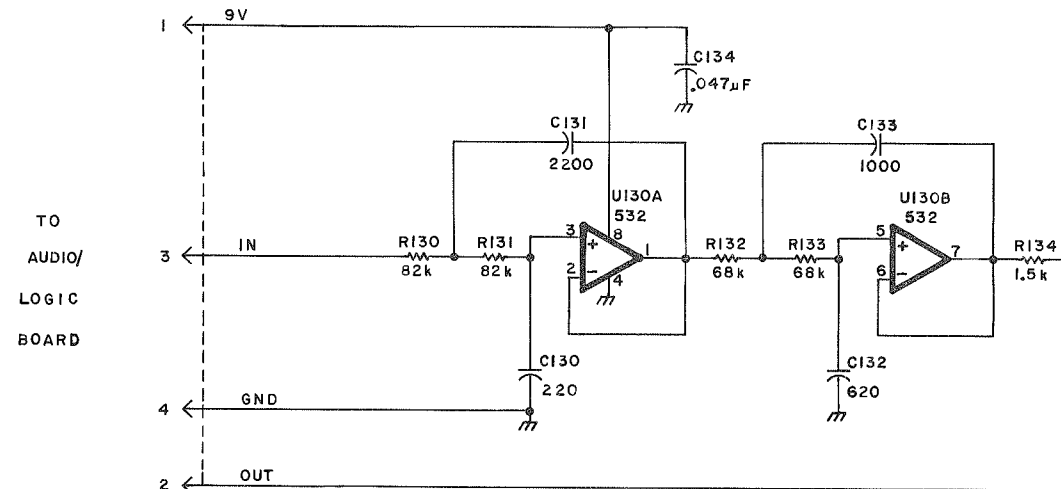 1 9V
C134
.047µF
C131
2200
C133
1000
U130A
532
U130B
532
TO
AUDIO/
LOGIC
BOARD
3 IN
R130
82k
R131
82k
3
+
2
-
8
4
1
R132
68k
R133
68k
5
+
6
-
7
R134
1.5k
C130
220
C132
620
4 GND
2 OUT